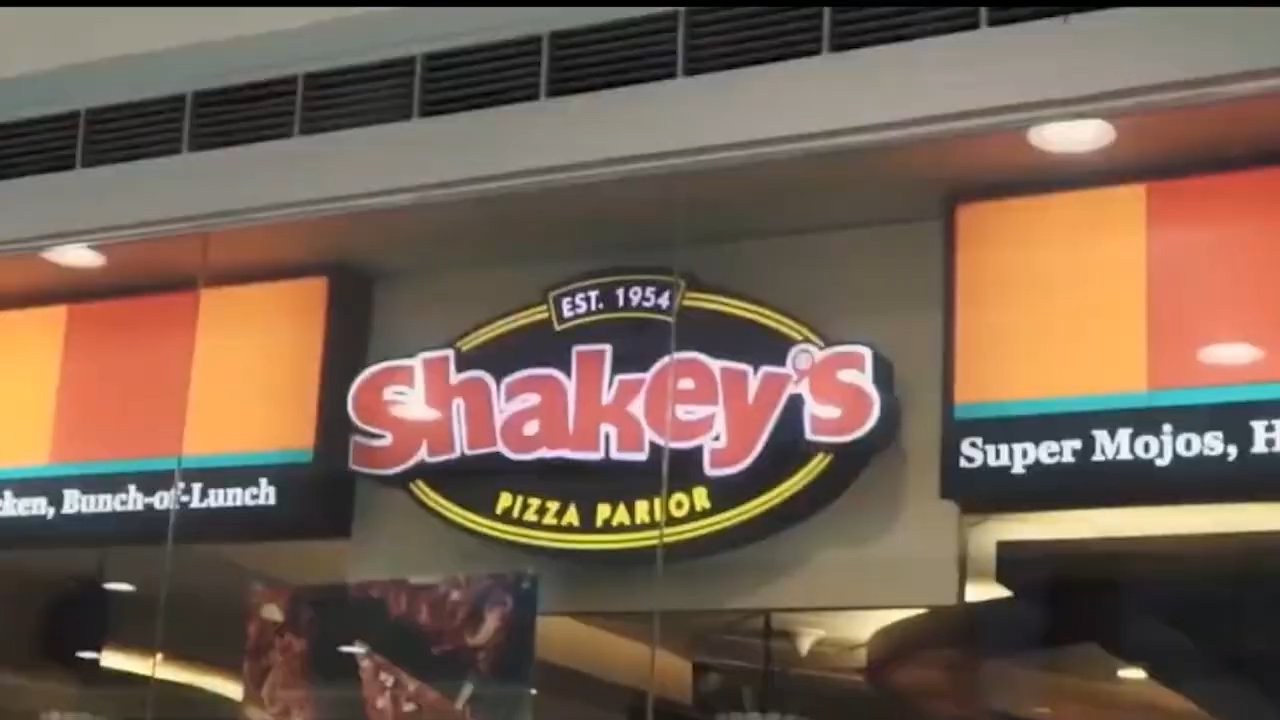 EST. 1954
Shakey's
PIZZA PARLOR
cken, Bunch-of-Lunch
Super Mojos, H